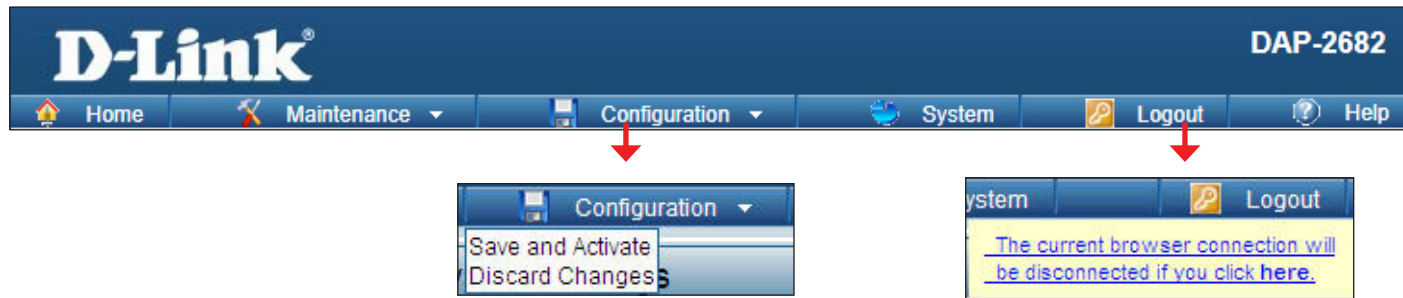 D-Link®
DAP-2682
Home Maintenance Configuration System Logout Help
Configuration
Save and Activate
Discard Changes
ystem Logout
The current browser connection will
be disconnected if you click here.